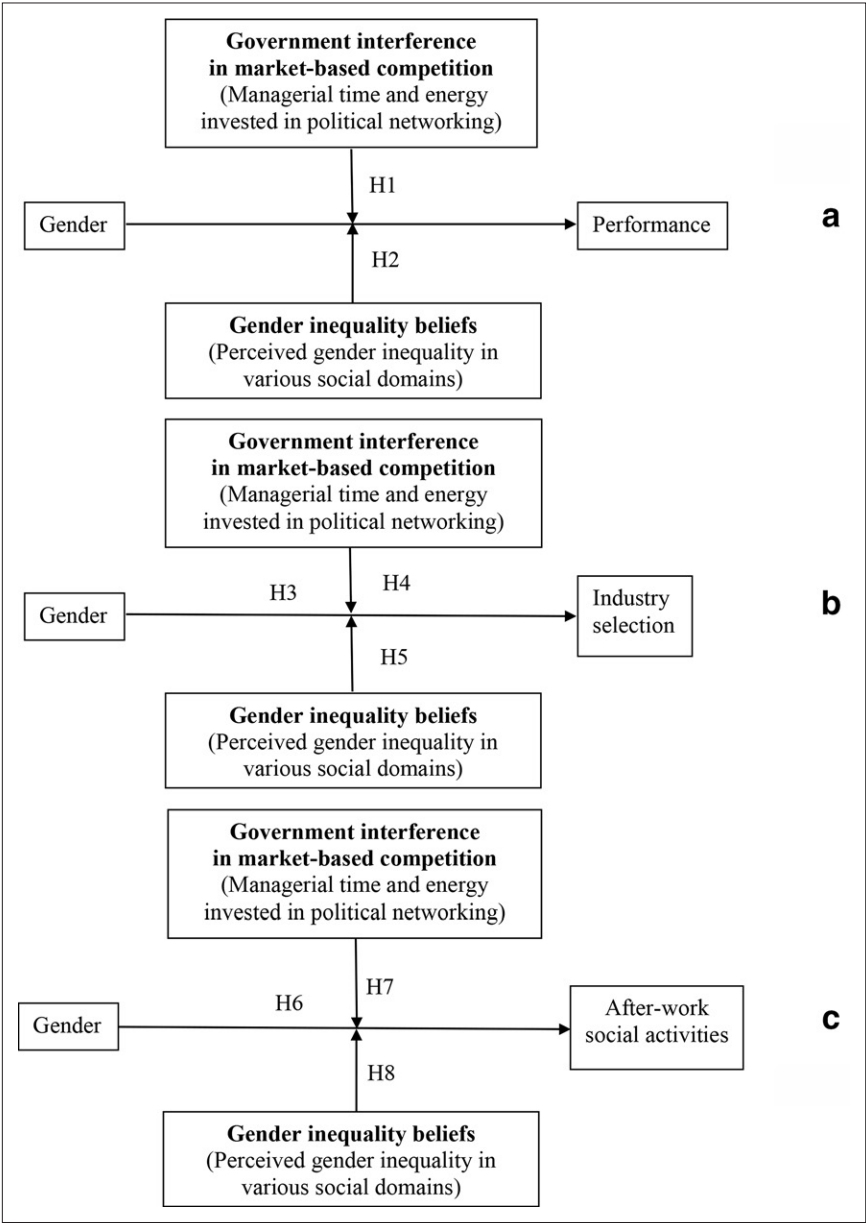 Government interference
in market-based competition
(Managerial time and energy
invested in political networking)
H1
Gender
Performance
a
H2
Gender inequality beliefs
(Perceived gender inequality in
various social domains)
Government interference
in market-based competition
(Managerial time and energy
invested in political networking)
H3
H4
Gender
Industry
selection
b
H5
Gender inequality beliefs
(Perceived gender inequality in
various social domains)
Government interference
in market-based competition
(Managerial time and energy
invested in political networking)
H6
H7
Gender
After-work
social activities
c
H8
Gender inequality beliefs
(Perceived gender inequality in
various social domains)